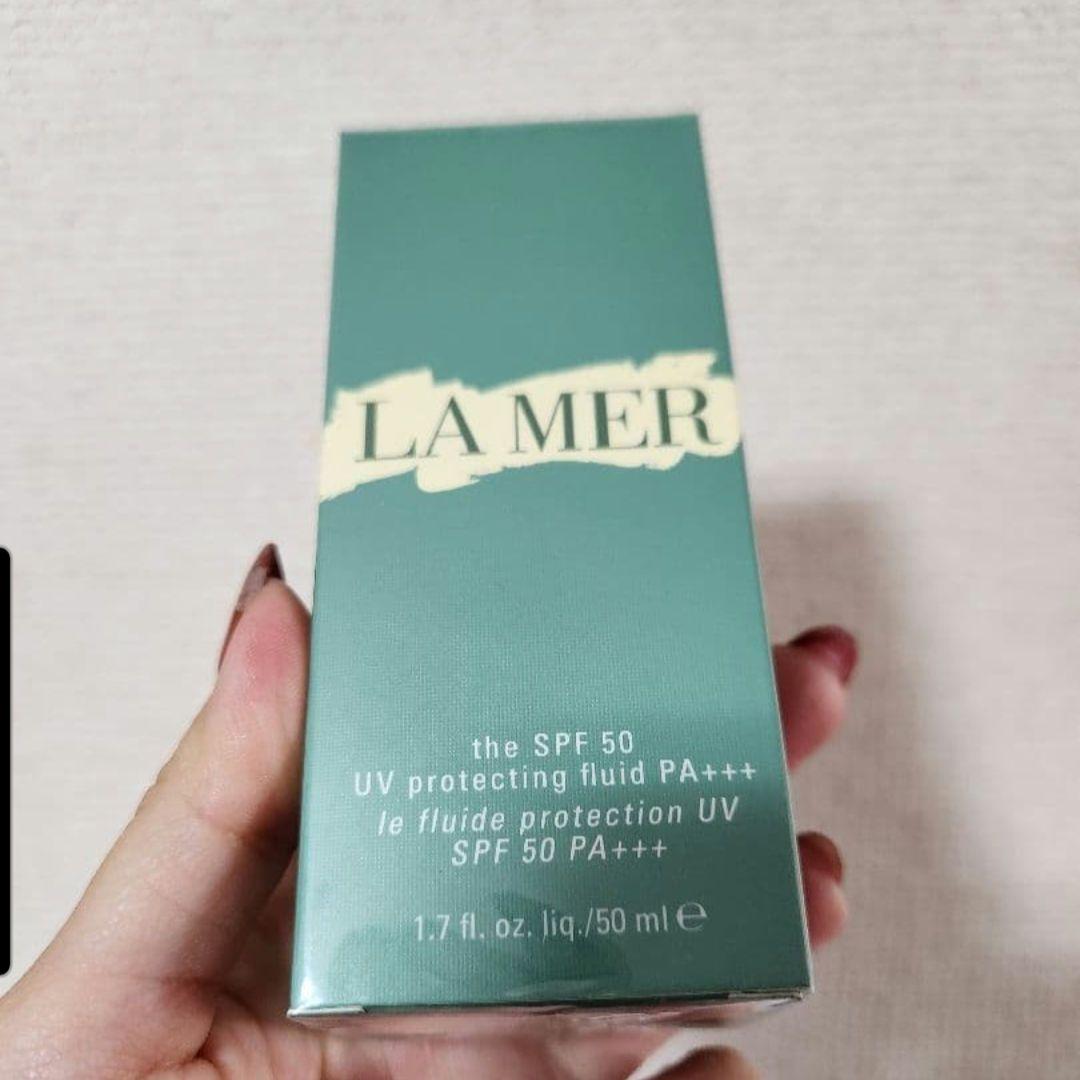 LA MER
the SPF 50
UV protecting fluid PA+++
le fluide protection UV
SPF 50 PA+++
1.7 fl. oz. liq./50 ml ℮